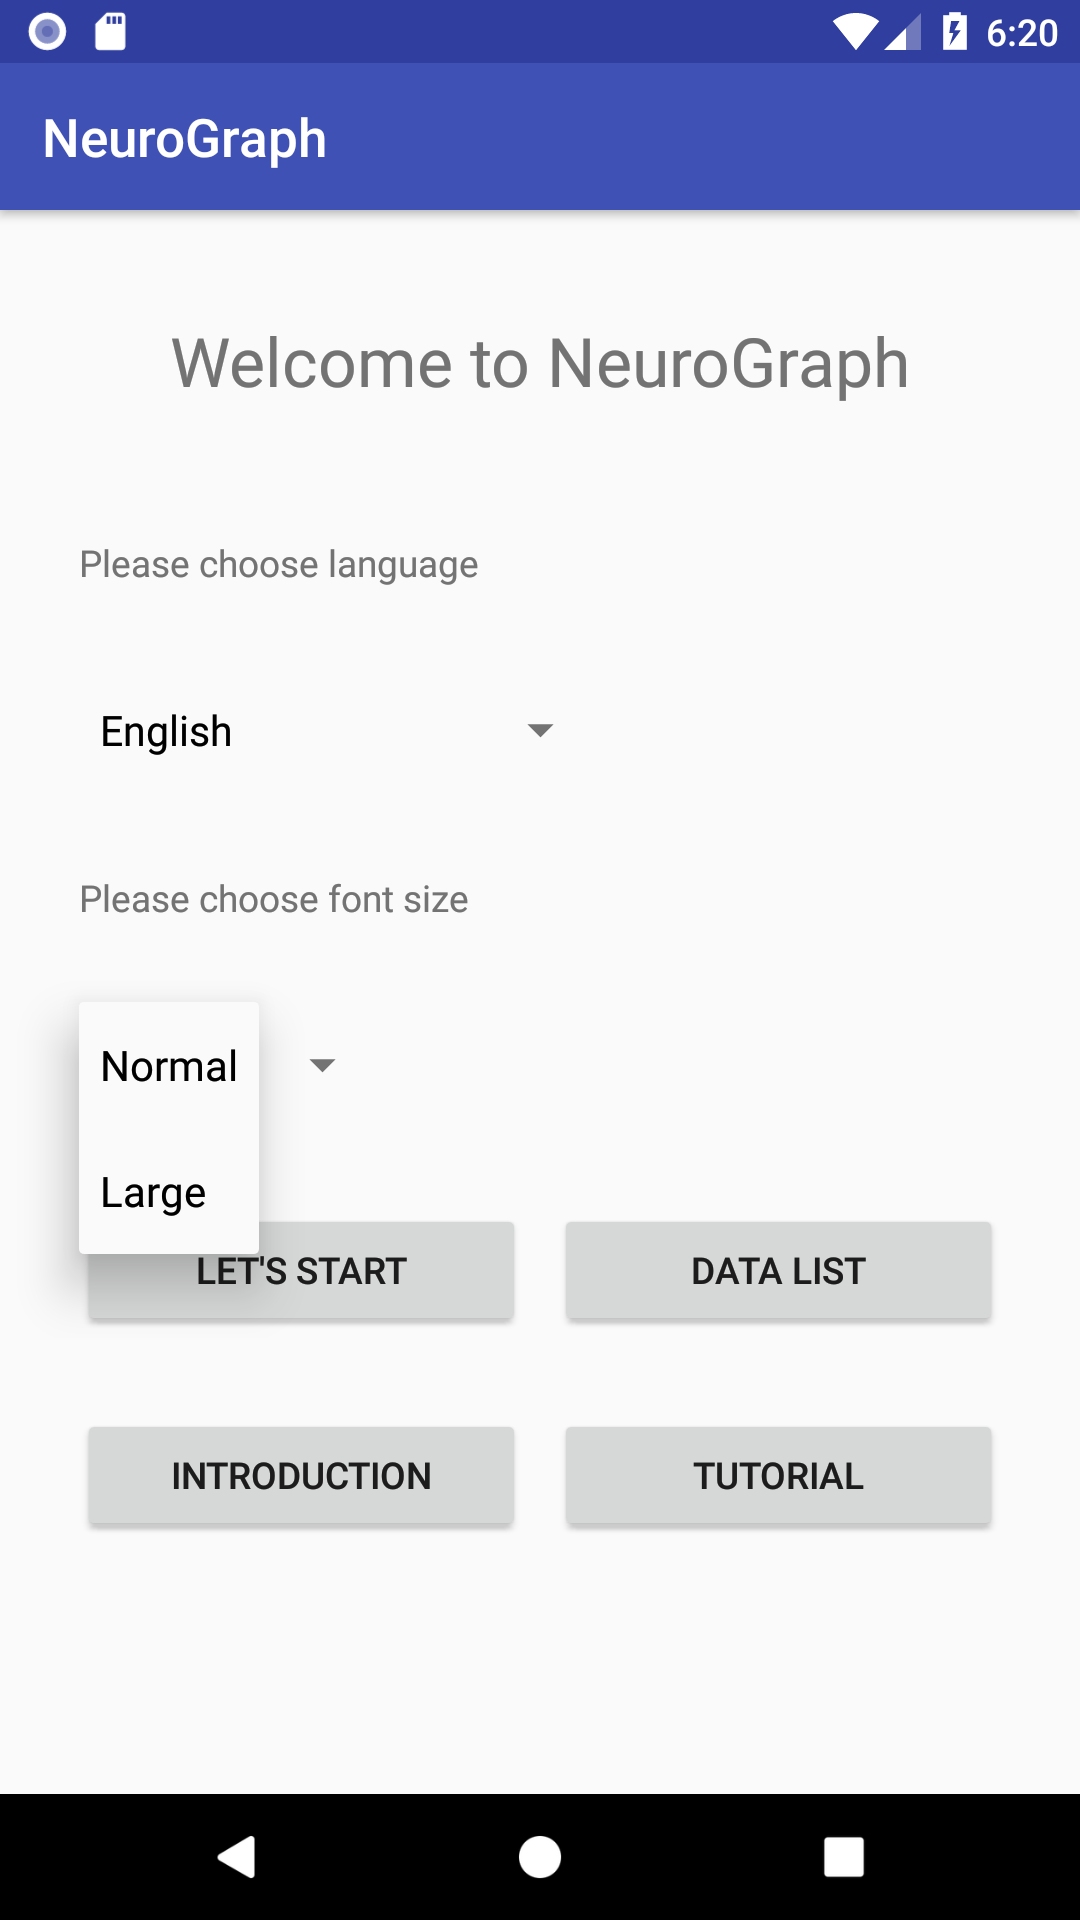 6:20
NeuroGraph
Welcome to NeuroGraph
Please choose language
English
Please choose font size
Normal
Large
LET'S START
DATA LIST
INTRODUCTION
TUTORIAL